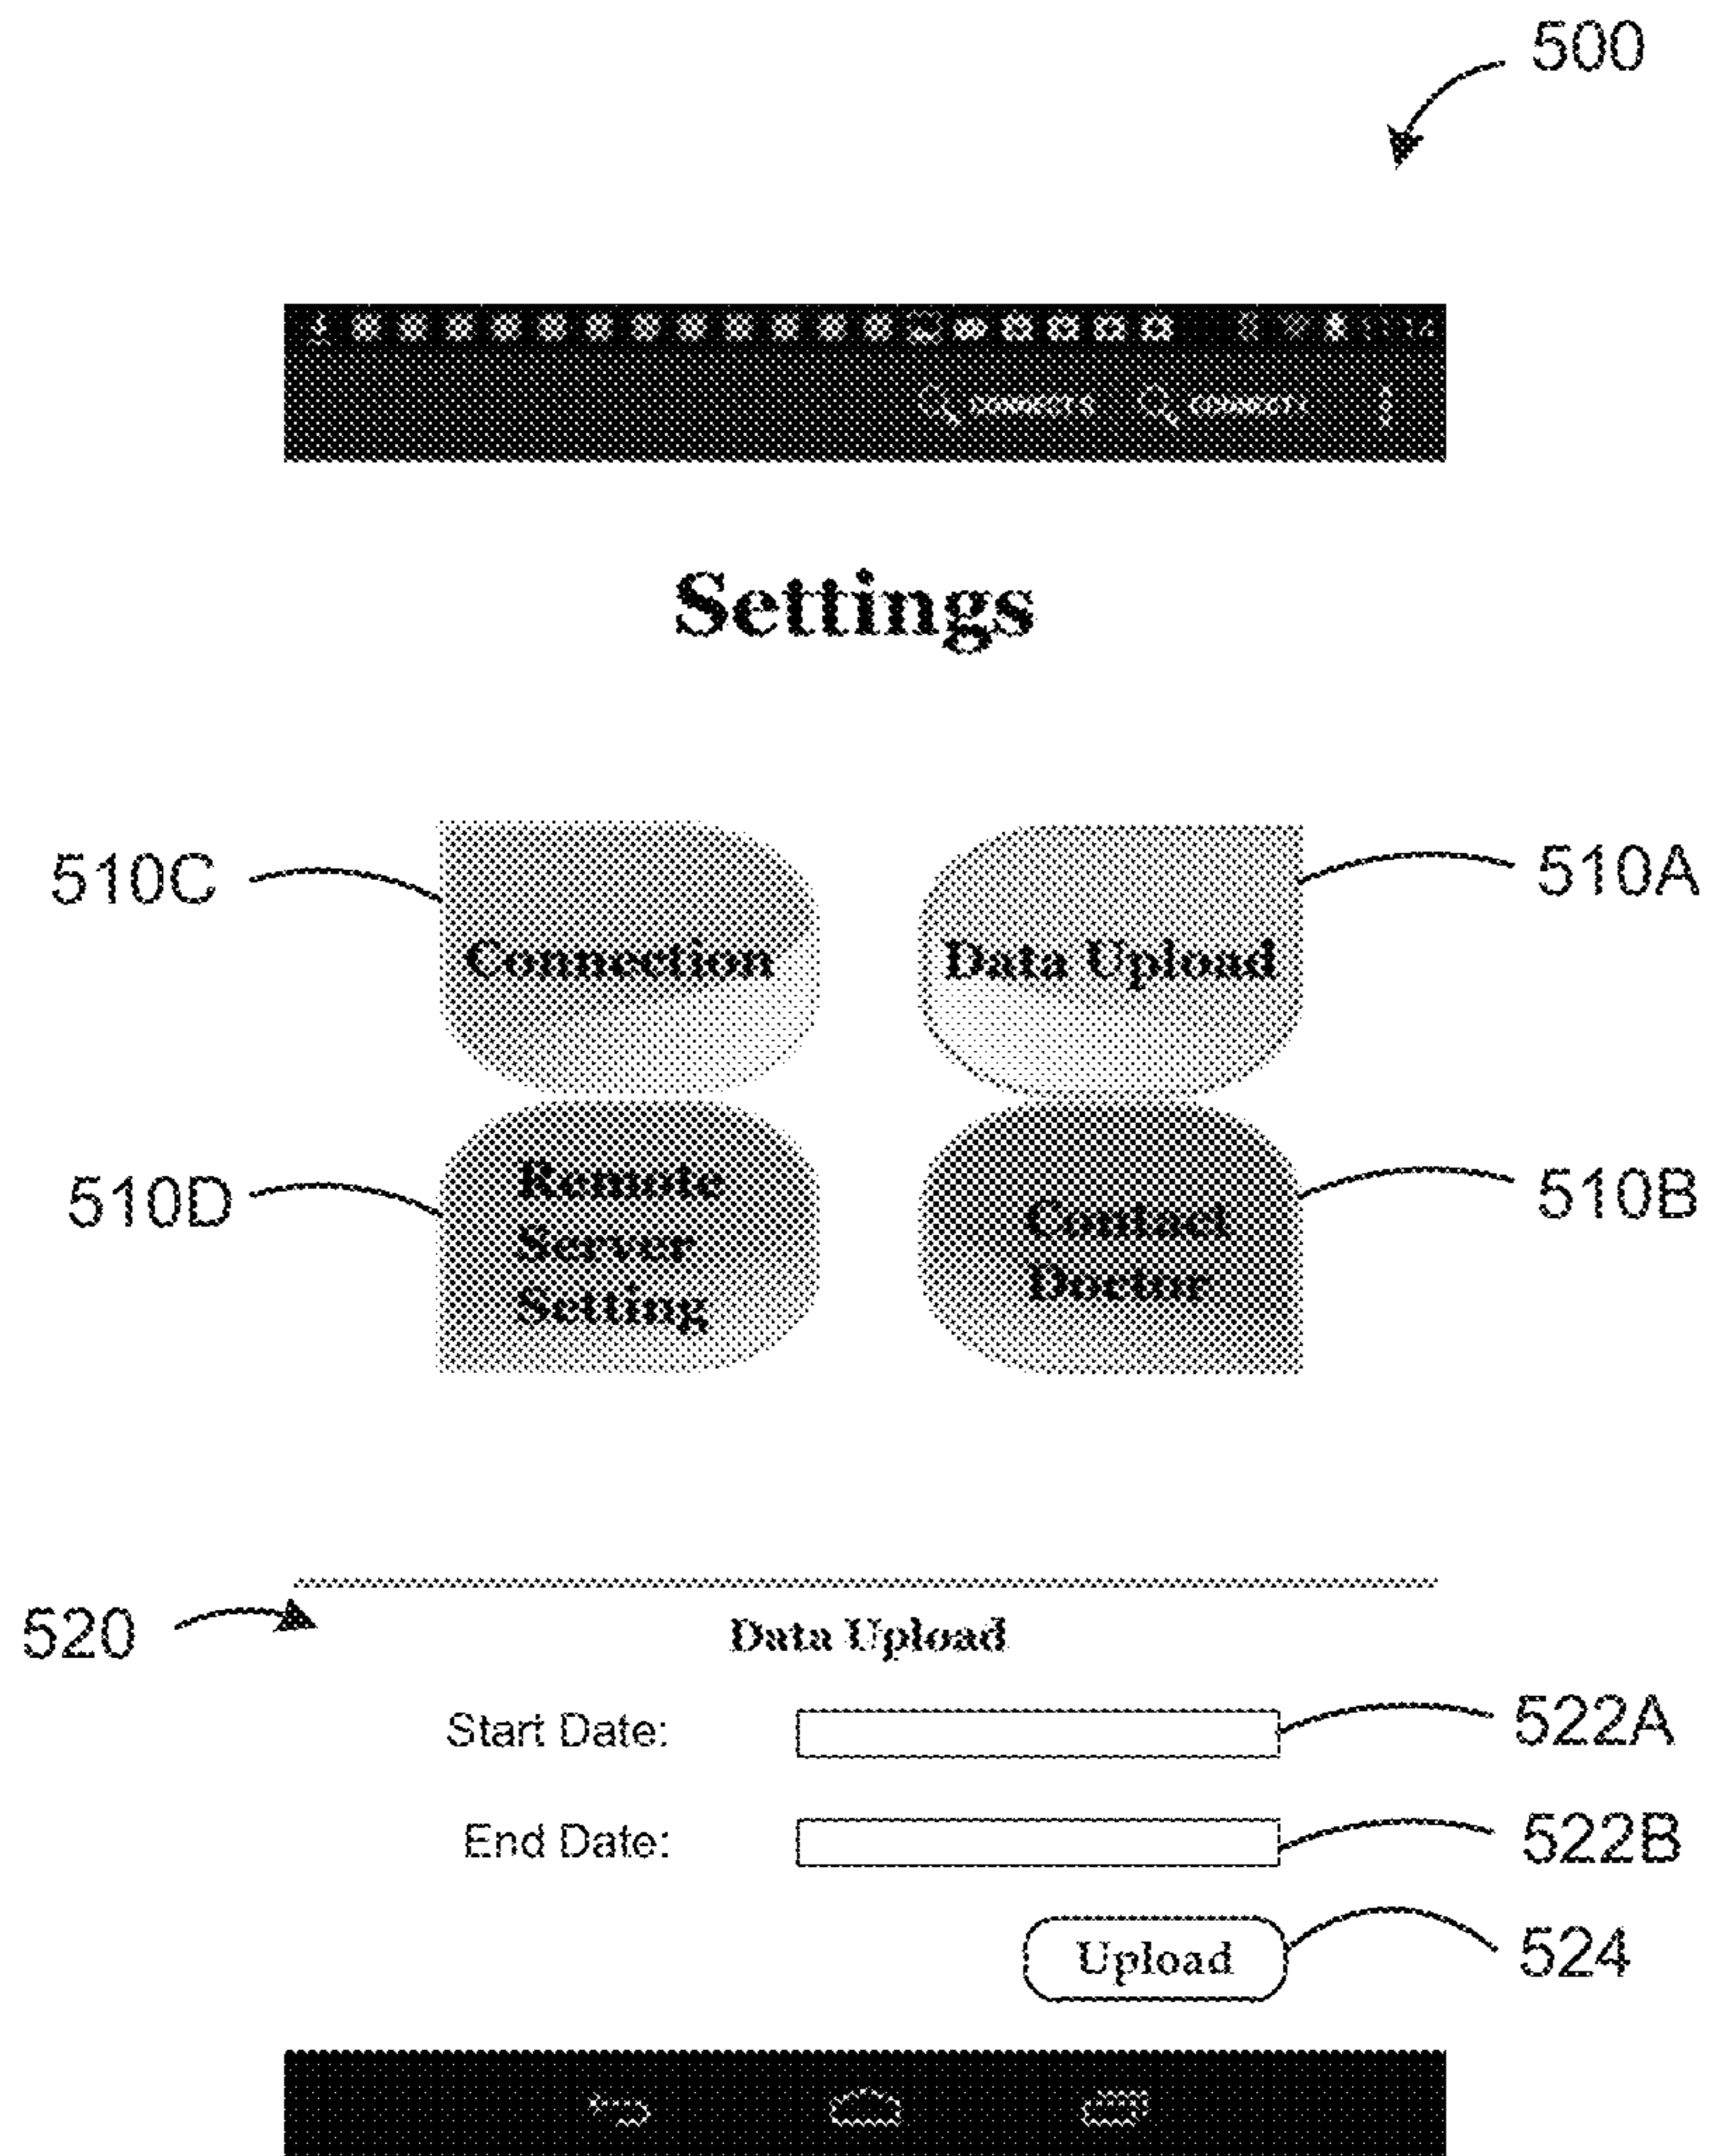 500
Settings
510C
510A
Connection
Data Upload
510D
510B
Remote
Server
Setting
Contact
Doctor
520
Data Upload
Start Date:
522A
End Date:
522B
Upload
524